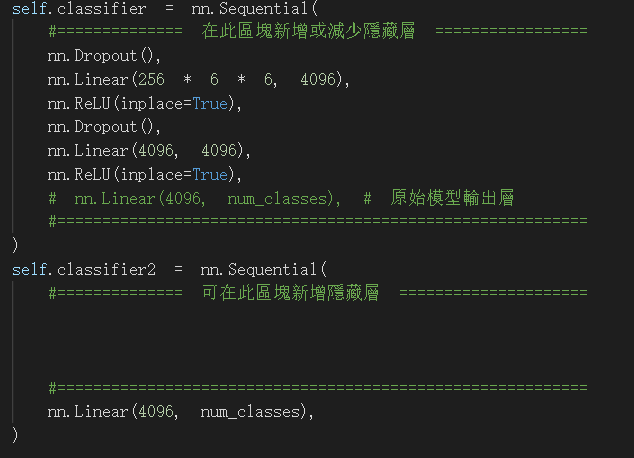 self.classifier = nn.Sequential(
#============== 在此區塊新增或減少隱藏層 =================
nn.Dropout(),
nn.Linear(256 * 6 * 6, 4096),
nn.ReLU(inplace=True),
nn.Dropout(),
nn.Linear(4096, 4096),
nn.ReLU(inplace=True),
# nn.Linear(4096, num_classes), # 原始模型輸出層
#===========================================================
)
self.classifier2 = nn.Sequential(
#============== 可在此區塊新增隱藏層 =====================
#===========================================================
nn.Linear(4096, num_classes),
)